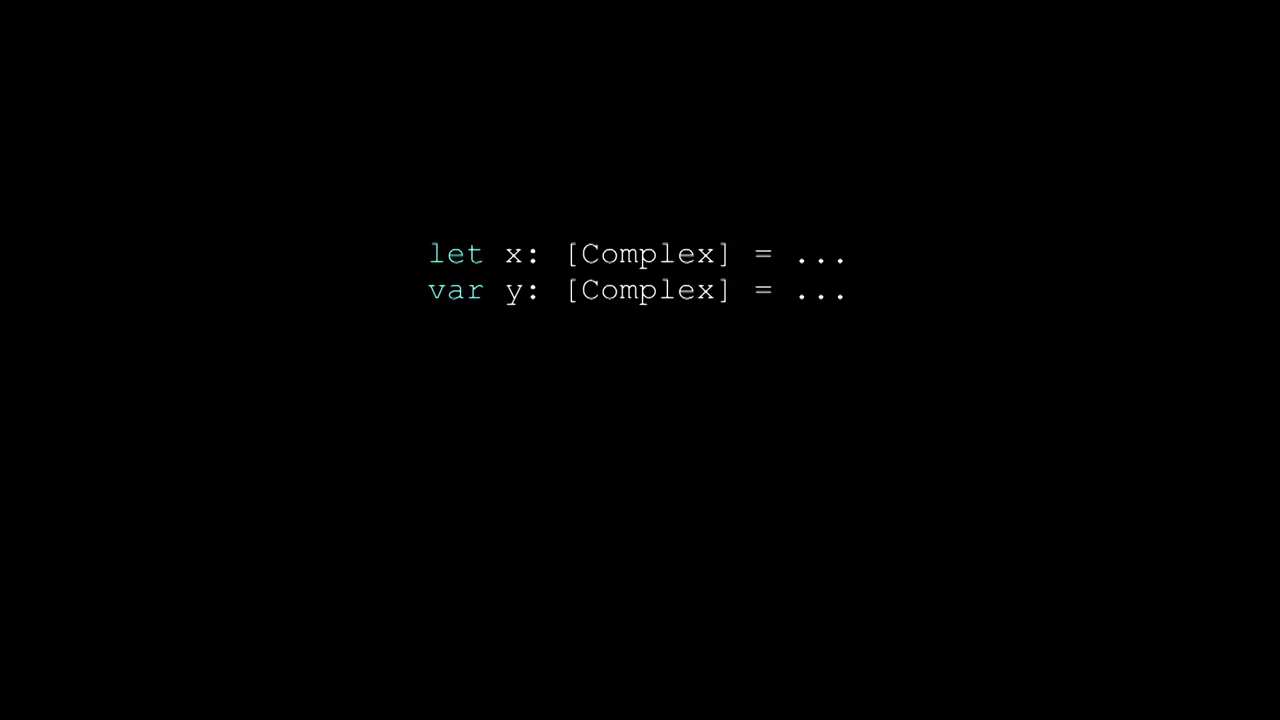 let x: [Complex] = ...
var y: [Complex] = ...